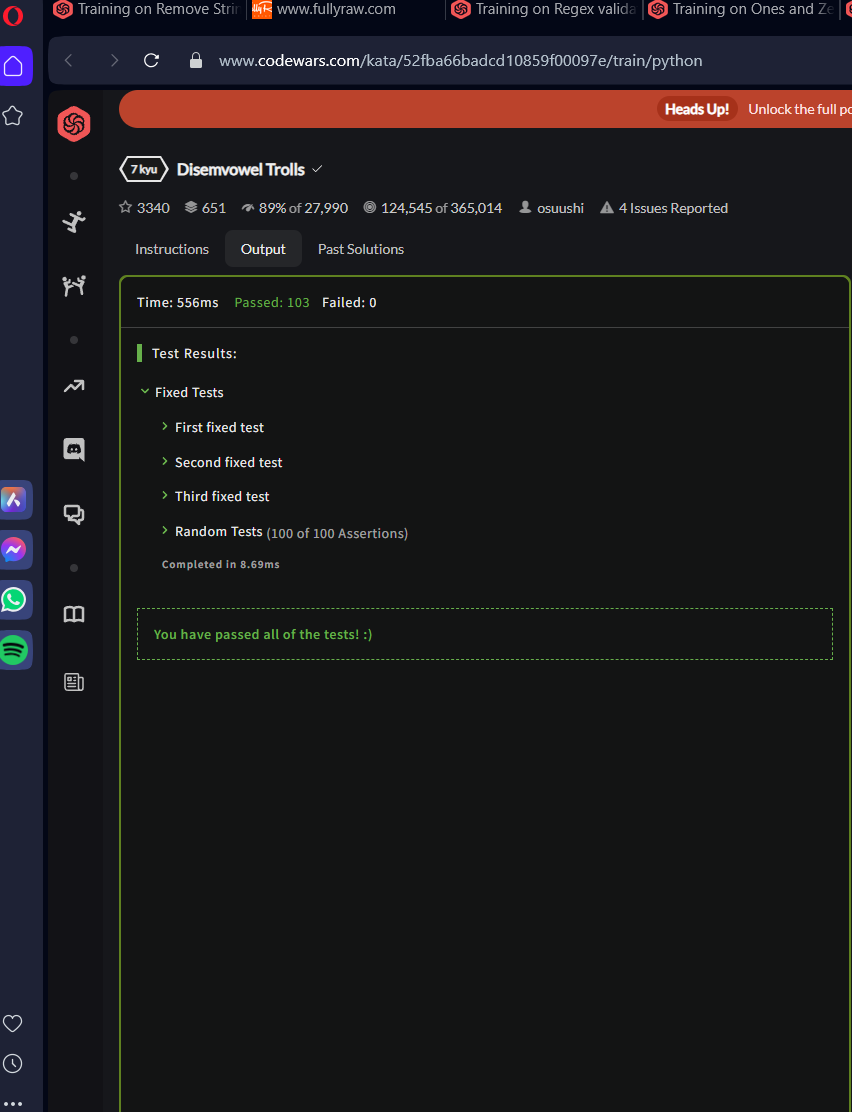 Training on Remove Strin www.fullyraw.com Training on Regex valida Training on Ones and Ze
www.codewars.com/kata/52fba66badcd10859f00097e/train/python
Heads Up! Unlock the full po
7 kyu Disemvowel Trolls
3340 651 89% of 27,990 124,545 of 365,014 osuushi 4 Issues Reported
Instructions Output Past Solutions
Time: 556ms Passed: 103 Failed: 0
Test Results:
Fixed Tests
First fixed test
Second fixed test
Third fixed test
Random Tests (100 of 100 Assertions)
Completed in 8.69ms
You have passed all of the tests! :)